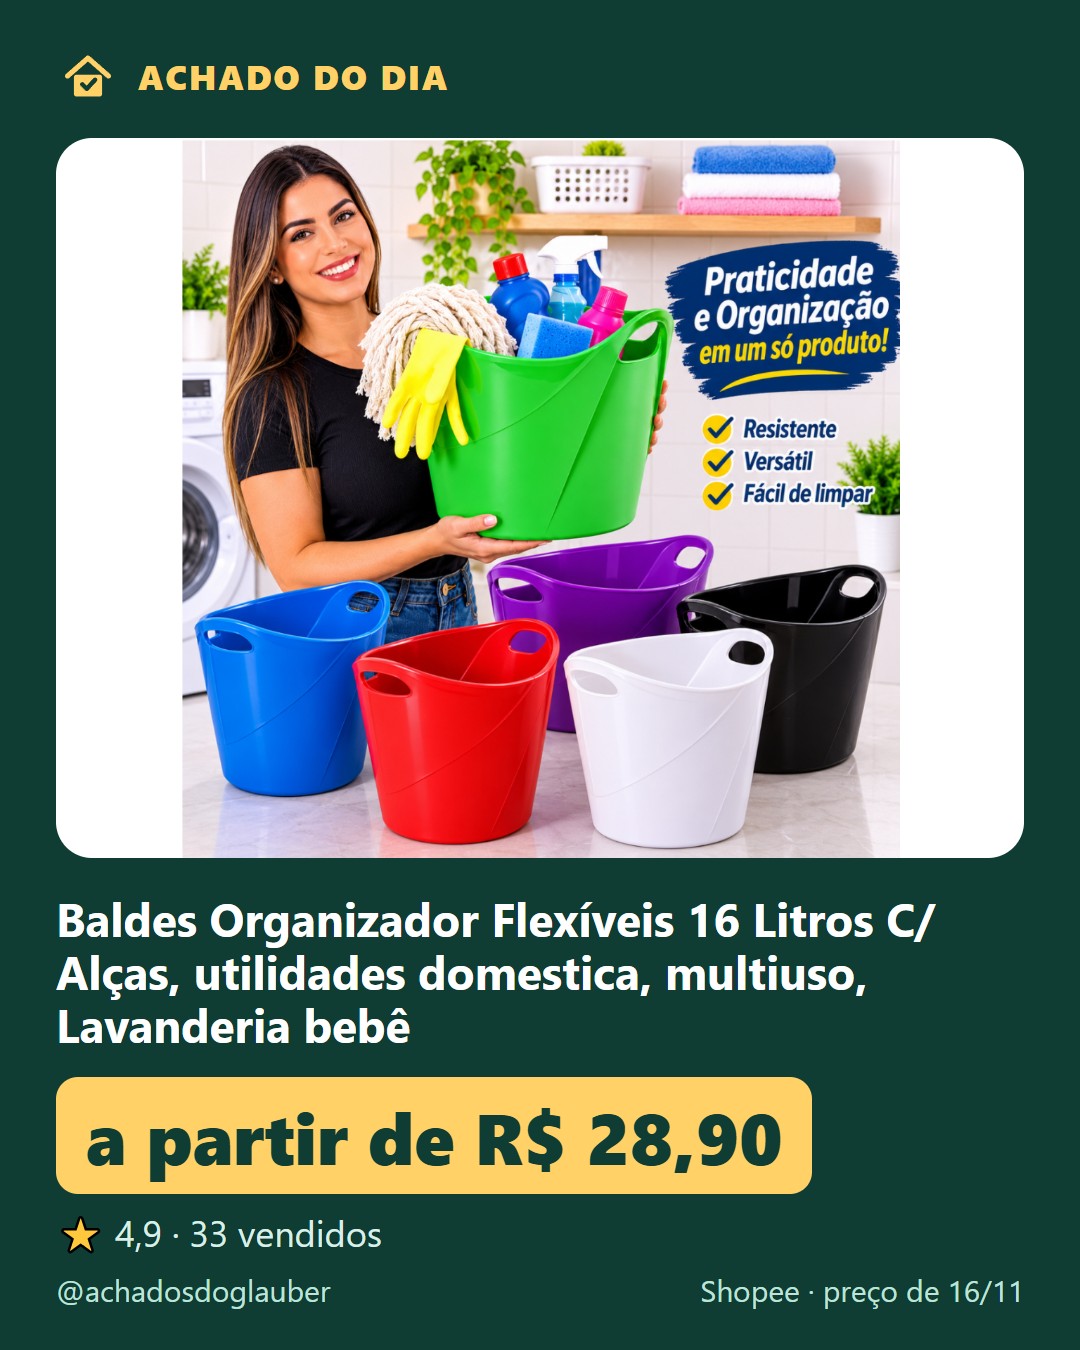 ACHADO DO DIA
Praticidade
e Organização
em um só produto!
Resistente
Versátil
Fácil de limpar
Baldes Organizador Flexíveis 16 Litros C/
Alças, utilidades domestica, multiuso,
Lavanderia bebê
a partir de R$ 28,90
4,9 · 33 vendidos
@achadosdoglauber
Shopee · preço de 16/11